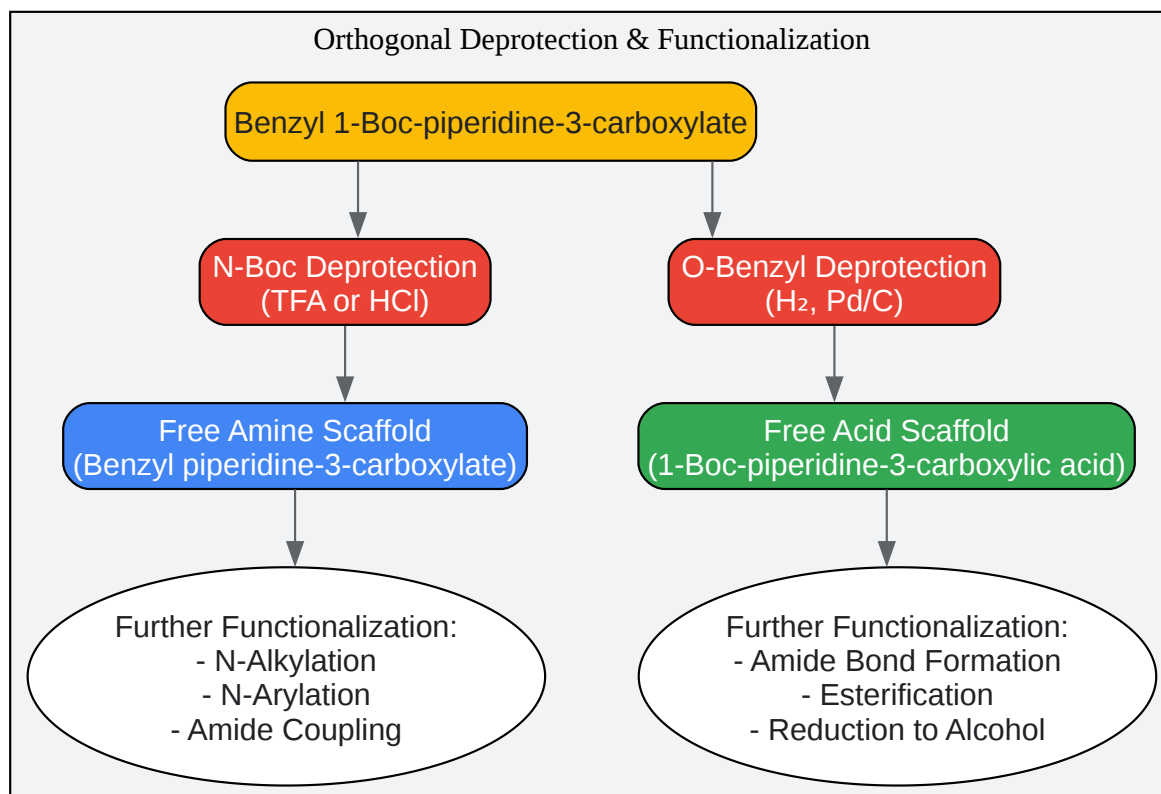 Orthogonal Deprotection & Functionalization
Benzyl 1-Boc-piperidine-3-carboxylate
N-Boc Deprotection
(TFA or HCl)
O-Benzyl Deprotection
(H₂, Pd/C)
Free Amine Scaffold
(Benzyl piperidine-3-carboxylate)
Free Acid Scaffold
(1-Boc-piperidine-3-carboxylic acid)
Further Functionalization:
- N-Alkylation
- N-Arylation
- Amide Coupling
Further Functionalization:
- Amide Bond Formation
- Esterification
- Reduction to Alcohol